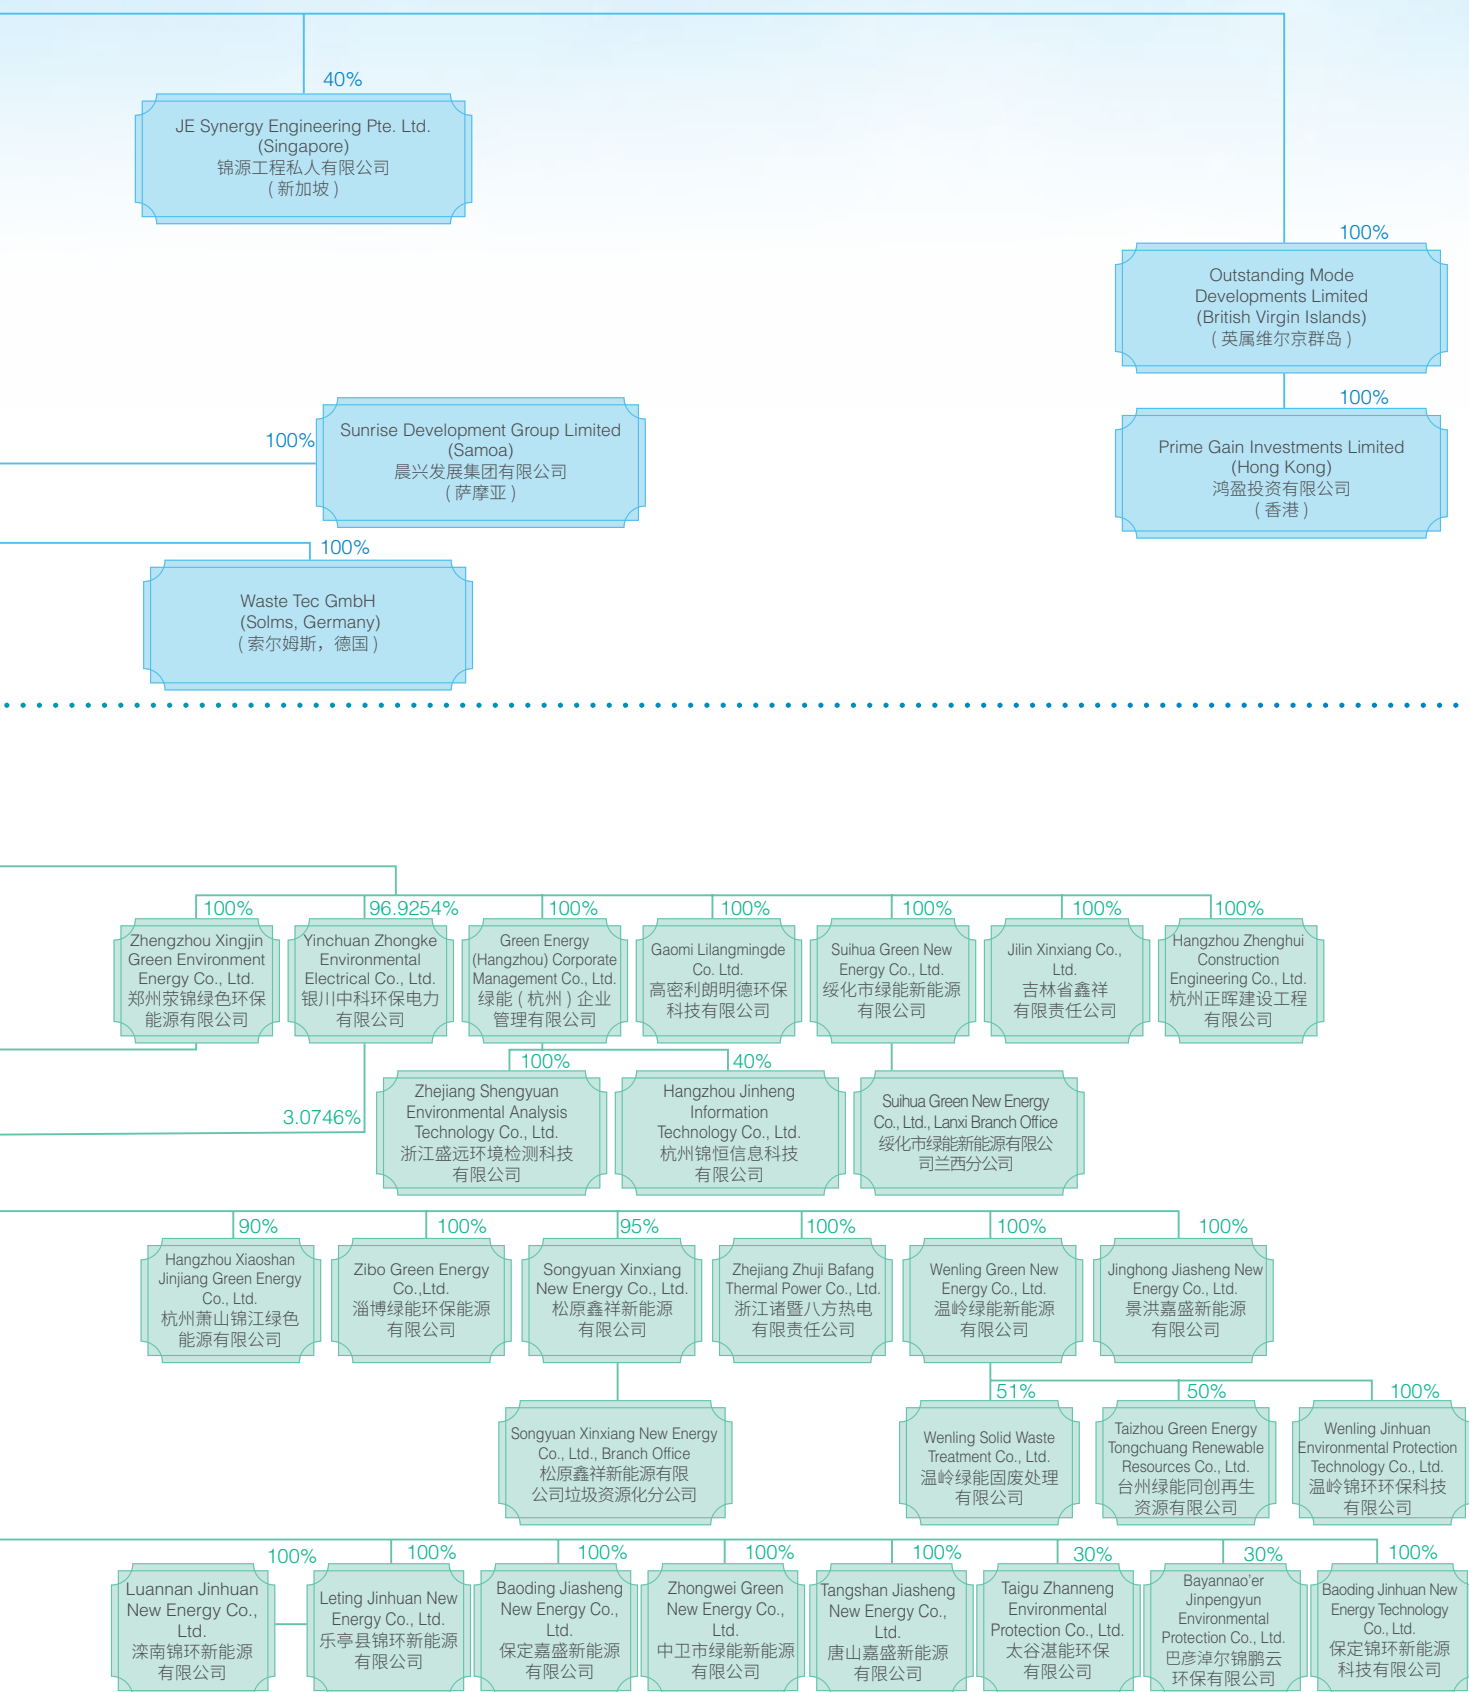 40%
JE Synergy Engineering Pte. Ltd.
(Singapore)
锦源工程私人有限公司
( 新加坡 )
100%
Outstanding Mode
Developments Limited
(British Virgin Islands)
( 英属维尔京群岛 )
100%
Prime Gain Investments Limited
(Hong Kong)
鸿盈投资有限公司
( 香港 )
100%
Sunrise Development Group Limited
(Samoa)
晨兴发展集团有限公司
( 萨摩亚 )
100%
Waste Tec GmbH
(Solms, Germany)
( 索尔姆斯，德国 )
100%
Zhengzhou Xingjin
Green Environment
Energy Co., Ltd.
郑州荥锦绿色环保
能源有限公司
96.9254%
Yinchuan Zhongke
Environmental
Electrical Co., Ltd.
银川中科环保电力
有限公司
100%
Green Energy
(Hangzhou) Corporate
Management Co., Ltd.
绿能 ( 杭州 ) 企业
管理有限公司
100%
Gaomi Lilangmingde
Co. Ltd.
高密利朗明德环保
科技有限公司
100%
Suihua Green New
Energy Co., Ltd.
绥化市绿能新能源
有限公司
100%
Jilin Xinxiang Co.,
Ltd.
吉林省鑫祥
有限责任公司
100%
Hangzhou Zhenghui
Construction
Engineering Co., Ltd.
杭州正晖建设工程
有限公司
3.0746%
100%
Zhejiang Shengyuan
Environmental Analysis
Technology Co., Ltd.
浙江盛远环境检测科技
有限公司
40%
Hangzhou Jinheng
Information
Technology Co., Ltd.
杭州锦恒信息科技
有限公司
Suihua Green New Energy
Co., Ltd., Lanxi Branch Office
绥化市绿能新能源有限公
司兰西分公司
90%
Hangzhou Xiaoshan
Jinjiang Green Energy
Co., Ltd.
杭州萧山锦江绿色
能源有限公司
100%
Zibo Green Energy
Co.,Ltd.
淄博绿能环保能源
有限公司
95%
Songyuan Xinxiang
New Energy Co., Ltd.
松原鑫祥新能源
有限公司
100%
Zhejiang Zhuji Bafang
Thermal Power Co., Ltd.
浙江诸暨八方热电
有限责任公司
100%
Wenling Green New
Energy Co., Ltd.
温岭绿能新能源
有限公司
100%
Jinghong Jiasheng New
Energy Co., Ltd.
景洪嘉盛新能源
有限公司
Songyuan Xinxiang New Energy
Co., Ltd., Branch Office
松原鑫祥新能源有限
公司垃圾资源化分公司
51%
Wenling Solid Waste
Treatment Co., Ltd.
温岭绿能固废处理
有限公司
50%
Taizhou Green Energy
Tongchuang Renewable
Resources Co., Ltd.
台州绿能同创再生
资源有限公司
100%
Wenling Jinhuan
Environmental Protection
Technology Co., Ltd.
温岭锦环环保科技
有限公司
100%
Luannan Jinhuan
New Energy Co.,
Ltd.
滦南锦环新能源
有限公司
100%
Leting Jinhuan New
Energy Co., Ltd.
乐亭县锦环新能源
有限公司
100%
Baoding Jiasheng
New Energy Co.,
Ltd.
保定嘉盛新能源
有限公司
100%
Zhongwei Green
New Energy Co.,
Ltd.
中卫市绿能新能源
有限公司
100%
Tangshan Jiasheng
New Energy Co.,
Ltd.
唐山嘉盛新能源
有限公司
30%
Taigu Zhanneng
Environmental
Protection Co., Ltd.
太谷湛能环保
有限公司
30%
Bayannao’er
Jinpengyun
Environmental
Protection Co., Ltd.
巴彦淖尔锦鹏云
环保有限公司
100%
Baoding Jinhuan New
Energy Technology
Co., Ltd.
保定锦环新能源
科技有限公司